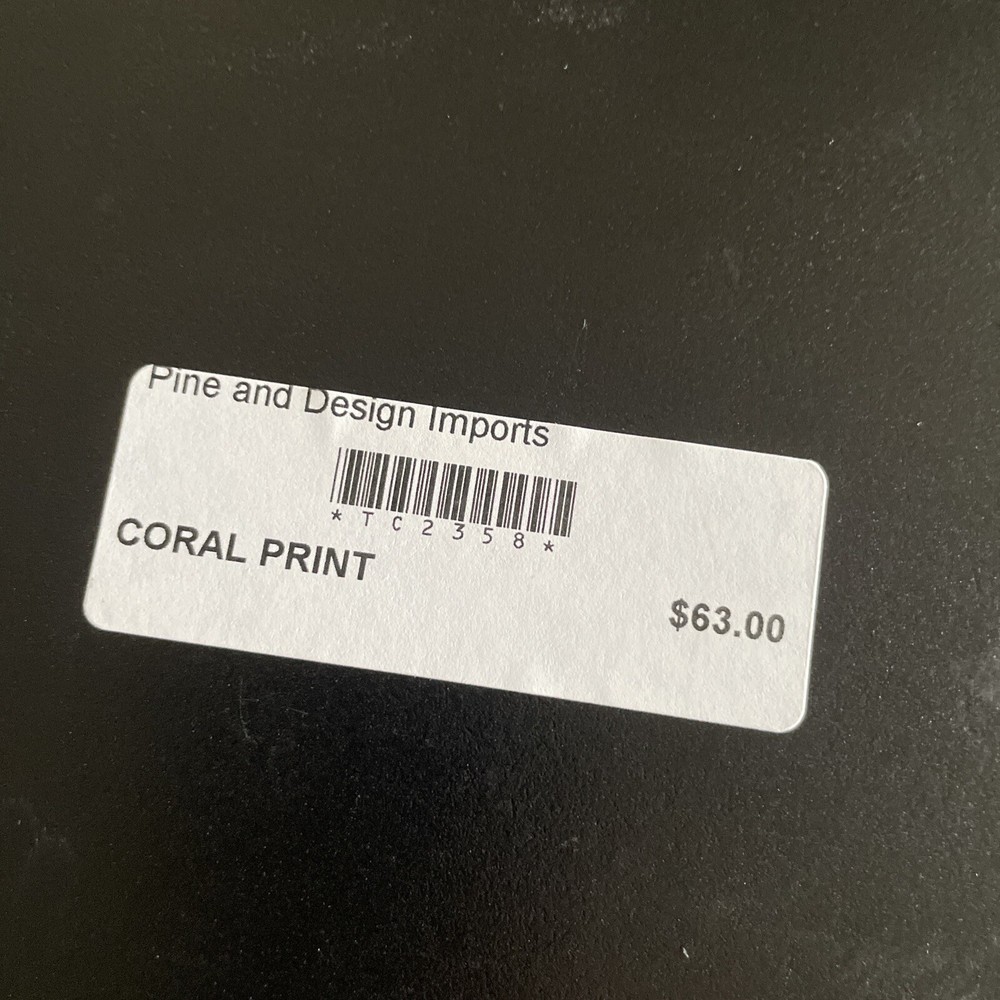 Pine and Design Imports
*TC2358*
CORAL PRINT
$63.00